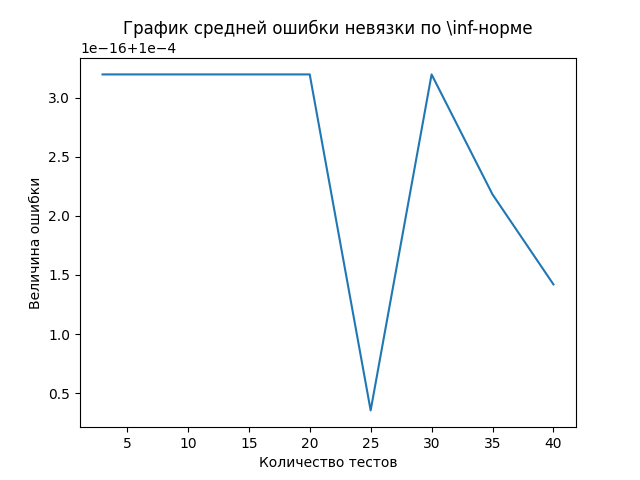 График средней ошибки невязки по \inf-норме
1e−16+1e−4
3.0
2.5
2.0
1.5
1.0
0.5
Величина ошибки
5 10 15 20 25 30 35 40
Количество тестов